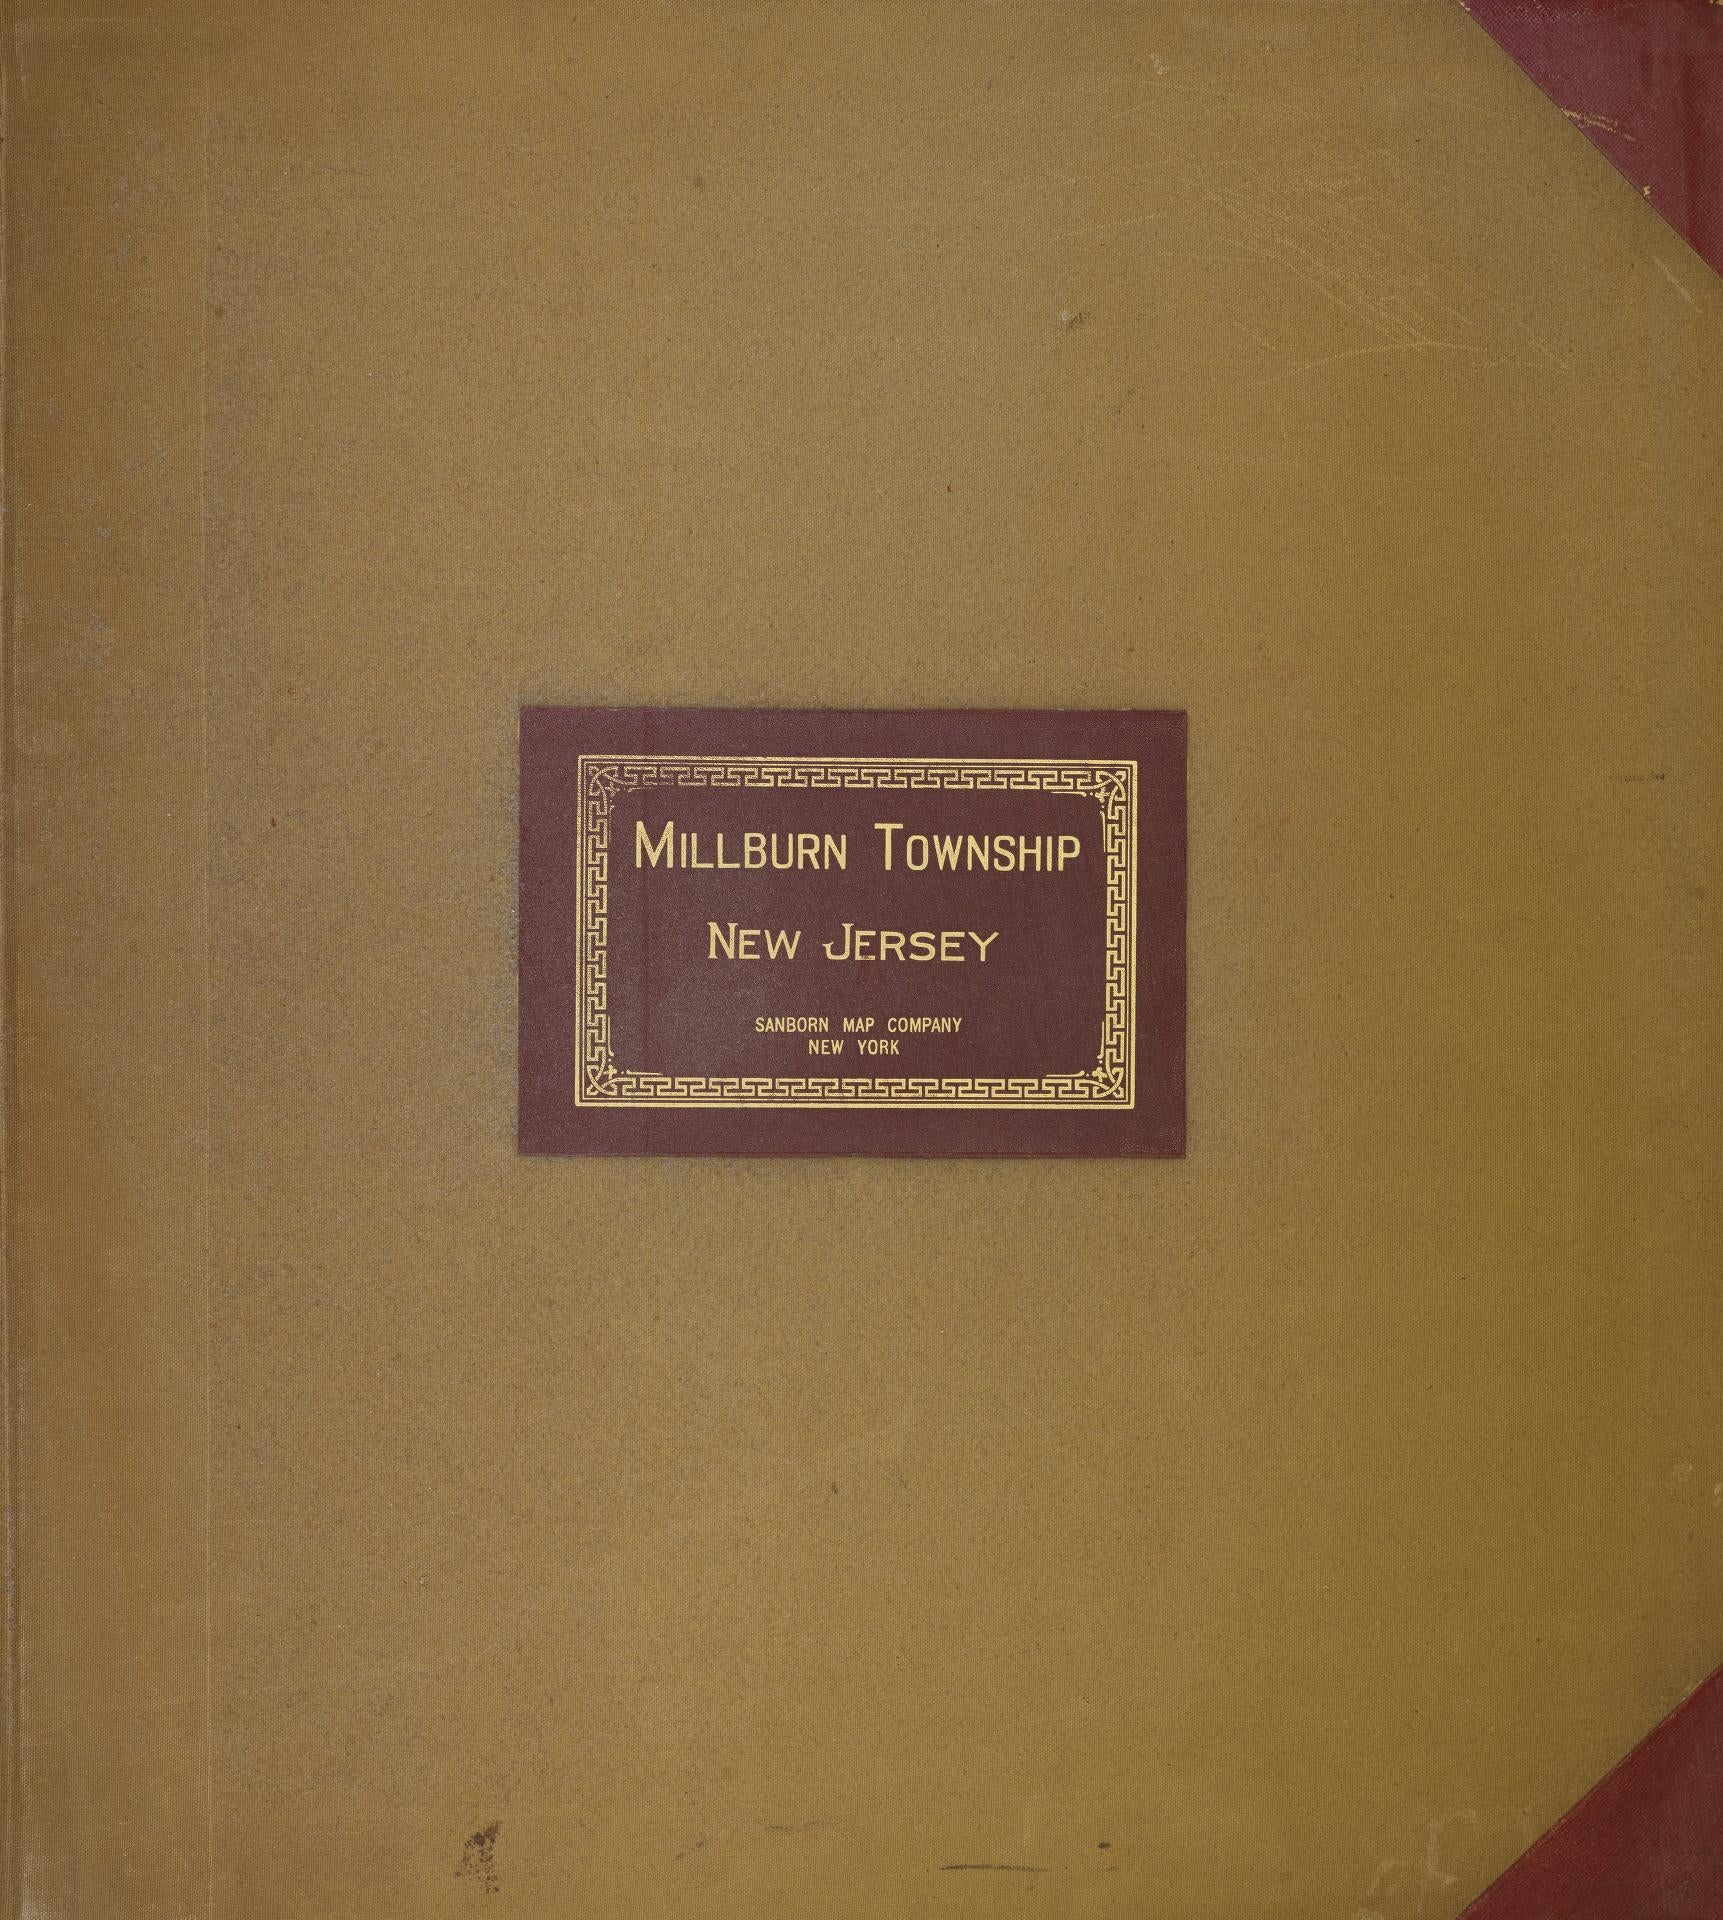 MILLBURN TOWNSHIP
NEW JERSEY
SANBORN MAP COMPANY
NEW YORK